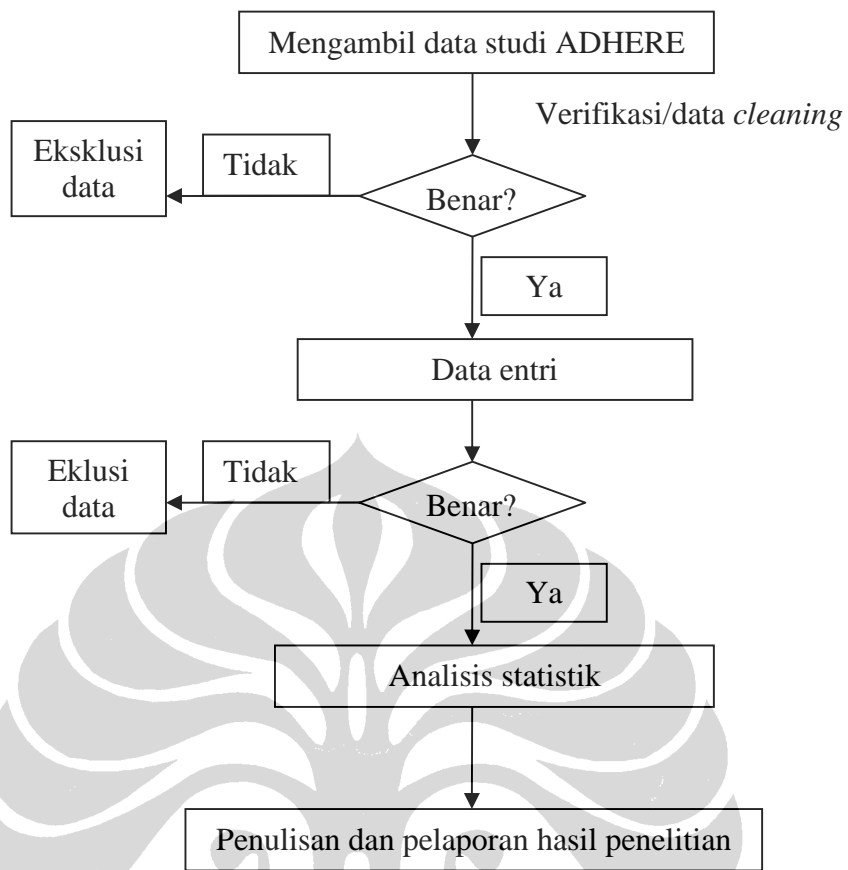 Mengambil data studi ADHERE
Verifikasi/data cleaning
Eksklusi
data
Tidak
Benar?
Ya
Data entri
Eklusi
data
Tidak
Benar?
Ya
Analisis statistik
Penulisan dan pelaporan hasil penelitian